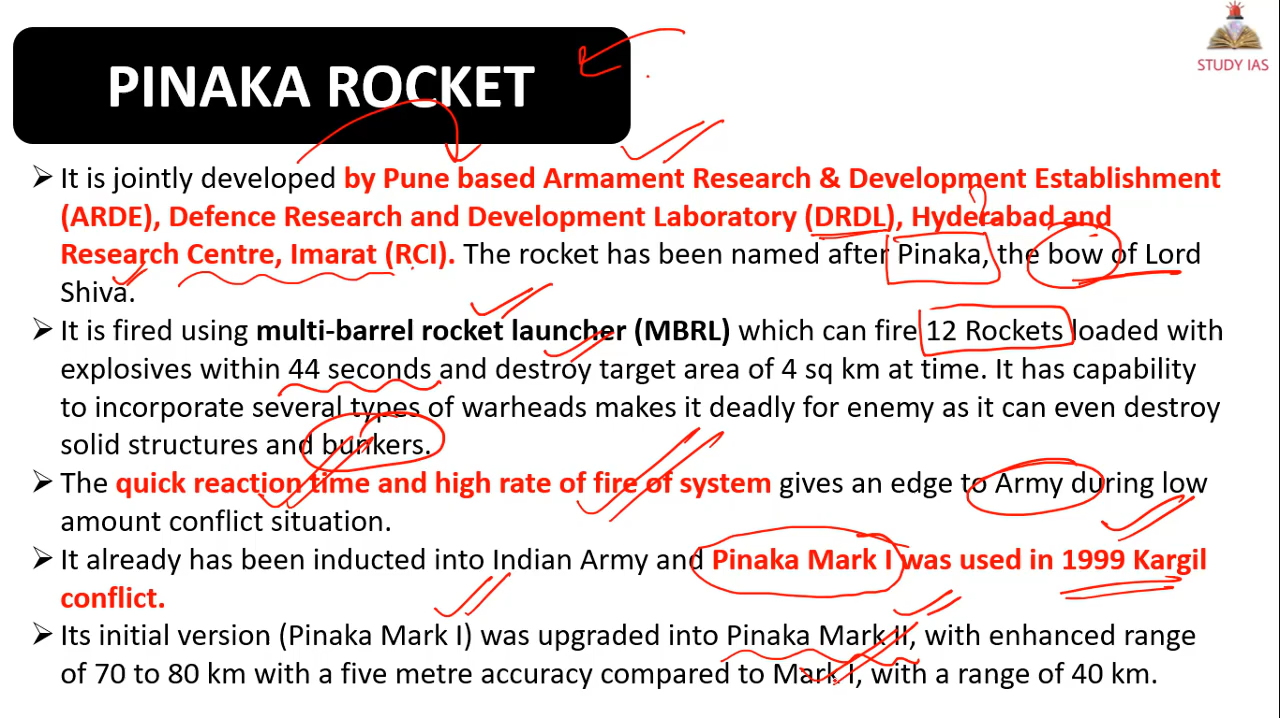 STUDY IAS
PINAKA ROCKET
➢ It is jointly developed by Pune based Armament Research & Development Establishment
(ARDE), Defence Research and Development Laboratory (DRDL), Hyderabad and
Research Centre, Imarat (RCI). The rocket has been named after Pinaka, the bow of Lord
Shiva.
➢ It is fired using multi-barrel rocket launcher (MBRL) which can fire 12 Rockets loaded with
explosives within 44 seconds and destroy target area of 4 sq km at time. It has capability
to incorporate several types of warheads makes it deadly for enemy as it can even destroy
solid structures and bunkers.
➢ The quick reaction time and high rate of fire of system gives an edge to Army during low
amount conflict situation.
➢ It already has been inducted into Indian Army and Pinaka Mark I was used in 1999 Kargil
conflict.
➢ Its initial version (Pinaka Mark I) was upgraded into Pinaka Mark II, with enhanced range
of 70 to 80 km with a five metre accuracy compared to Mark I, with a range of 40 km.